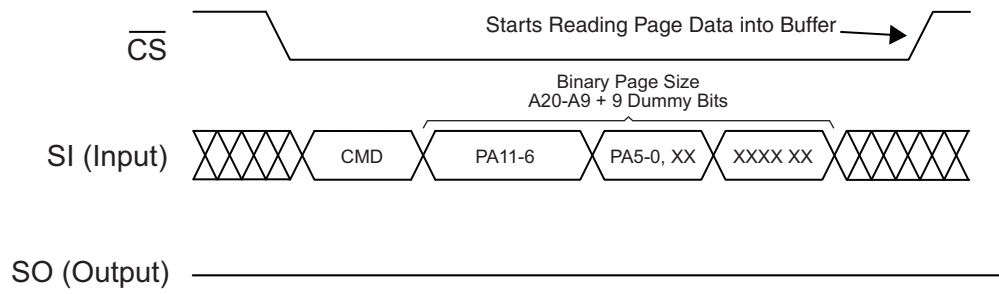 Starts Reading Page Data into Buffer
CS
Binary Page Size
A20-A9 + 9 Dummy Bits
SI (Input)
CMD
PA11-6
PA5-0, XX
XXXX XX
SO (Output)